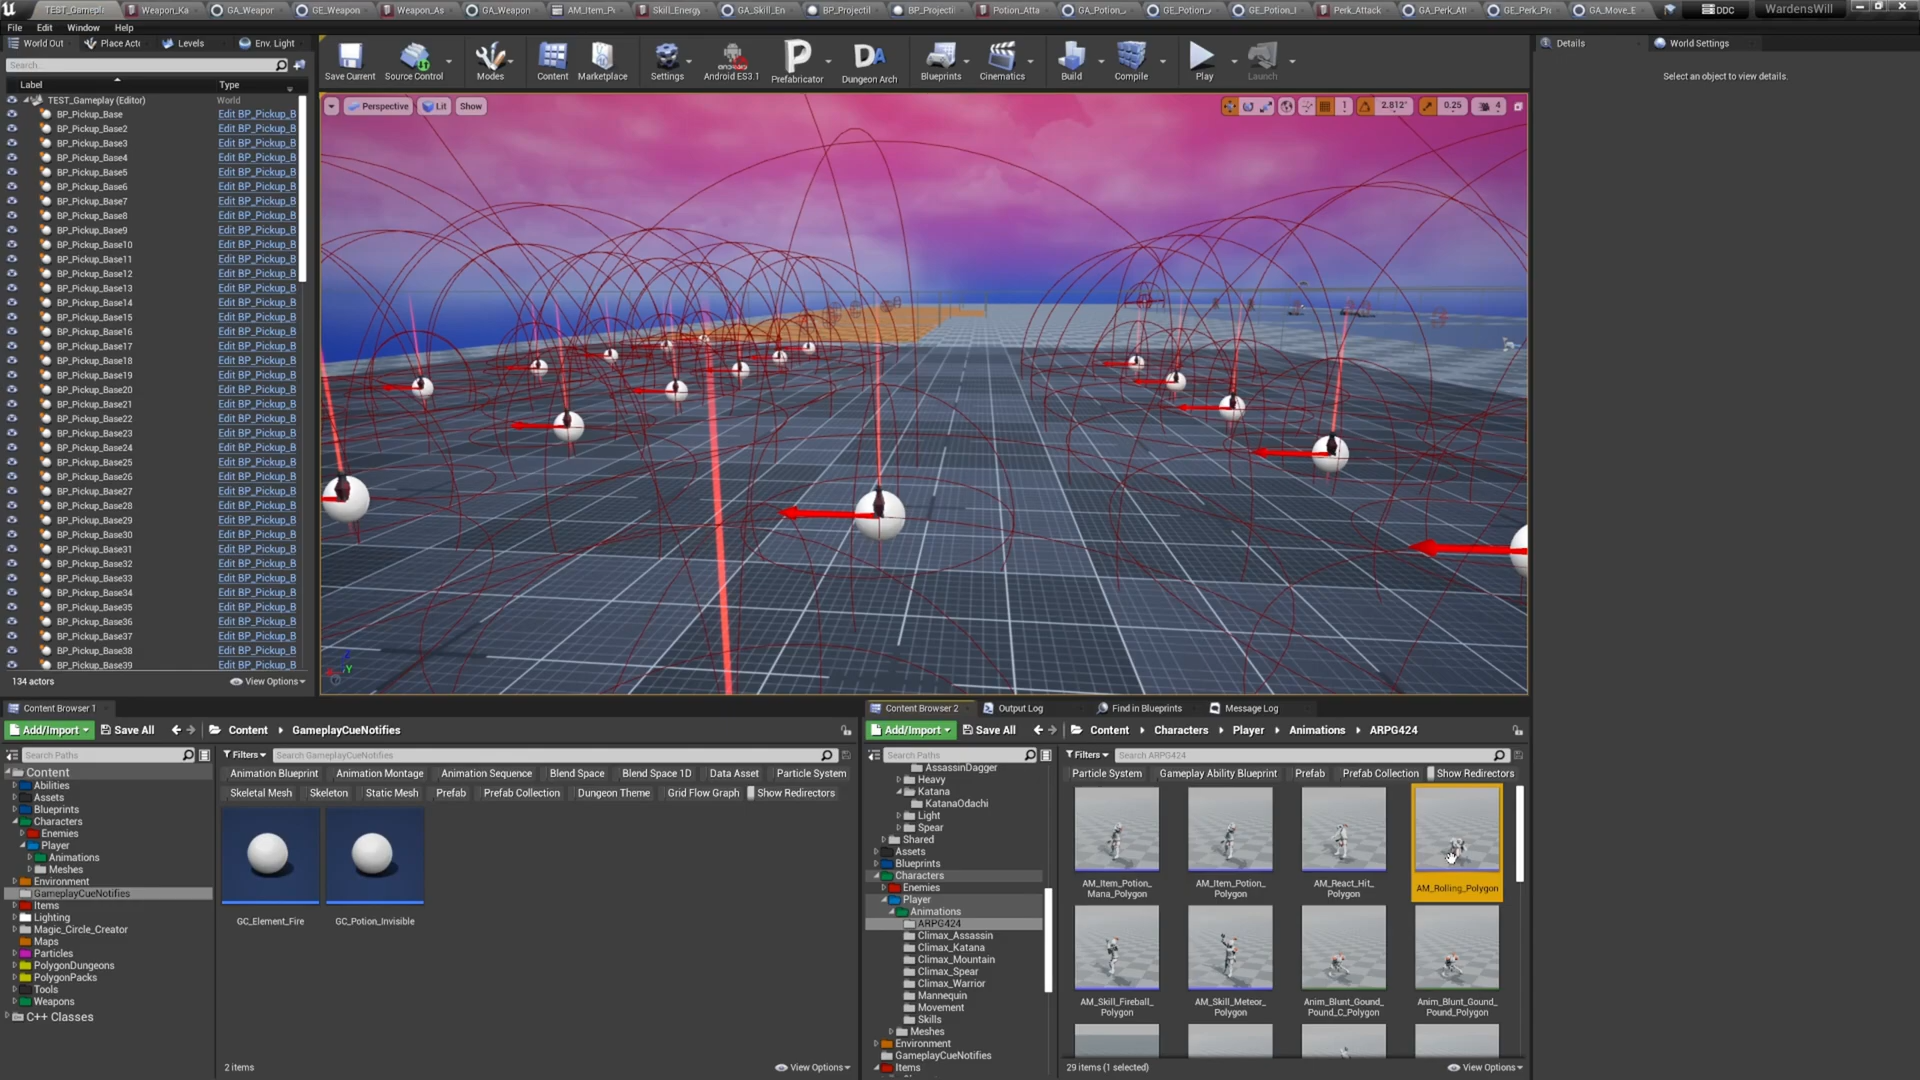 TEST_Gamepli
Weapon_Ka
GA_Weapor
GE_Weapon
Weapon_As
GA_Weapon
AM_Item_P
Skill_Energy
GA_Skill_En
BP_Projectil
BP_Projecti
Potion_Atta
GA_Potion_
GE_Potion_
GE_Potion_I
Perk_Attack
GA_Perk_Att
GE_Perk_Pr
GA_Move_E
DDC
WardensWill
File Edit Window Help
World Out
Place Act
Levels
Env. Light
Search...
Label Type
TEST_Gameplay (Editor) World
BP_Pickup_Base Edit BP_Pickup_B
BP_Pickup_Base2 Edit BP_Pickup_B
BP_Pickup_Base3 Edit BP_Pickup_B
BP_Pickup_Base4 Edit BP_Pickup_B
BP_Pickup_Base5 Edit BP_Pickup_B
BP_Pickup_Base6 Edit BP_Pickup_B
BP_Pickup_Base7 Edit BP_Pickup_B
BP_Pickup_Base8 Edit BP_Pickup_B
BP_Pickup_Base9 Edit BP_Pickup_B
BP_Pickup_Base10 Edit BP_Pickup_B
BP_Pickup_Base11 Edit BP_Pickup_B
BP_Pickup_Base12 Edit BP_Pickup_B
BP_Pickup_Base13 Edit BP_Pickup_B
BP_Pickup_Base14 Edit BP_Pickup_B
BP_Pickup_Base15 Edit BP_Pickup_B
BP_Pickup_Base16 Edit BP_Pickup_B
BP_Pickup_Base17 Edit BP_Pickup_B
BP_Pickup_Base18 Edit BP_Pickup_B
BP_Pickup_Base19 Edit BP_Pickup_B
BP_Pickup_Base20 Edit BP_Pickup_B
BP_Pickup_Base21 Edit BP_Pickup_B
BP_Pickup_Base22 Edit BP_Pickup_B
BP_Pickup_Base23 Edit BP_Pickup_B
BP_Pickup_Base24 Edit BP_Pickup_B
BP_Pickup_Base25 Edit BP_Pickup_B
BP_Pickup_Base26 Edit BP_Pickup_B
BP_Pickup_Base27 Edit BP_Pickup_B
BP_Pickup_Base28 Edit BP_Pickup_B
BP_Pickup_Base29 Edit BP_Pickup_B
BP_Pickup_Base30 Edit BP_Pickup_B
BP_Pickup_Base31 Edit BP_Pickup_B
BP_Pickup_Base32 Edit BP_Pickup_B
BP_Pickup_Base33 Edit BP_Pickup_B
BP_Pickup_Base34 Edit BP_Pickup_B
BP_Pickup_Base35 Edit BP_Pickup_B
BP_Pickup_Base36 Edit BP_Pickup_B
BP_Pickup_Base37 Edit BP_Pickup_B
BP_Pickup_Base38 Edit BP_Pickup_B
BP_Pickup_Base39 Edit BP_Pickup_B
134 actors
View Options
Save Current
Source Control
Modes
Content
Marketplace
Settings
Android ES3.1
Prefabricator
Dungeon Arch
Blueprints
Cinematics
Build
Compile
Play
Launch
Perspective
Lit
Show
1
2.812°
0.25
4
Y
Details
World Settings
Select an object to view details.
Content Browser 1
Add/Import
Save All
Content
GameplayCueNotifies
Search Paths
Filters
Search GameplayCueNotifies
Animation Blueprint
Animation Montage
Animation Sequence
Blend Space
Blend Space 1D
Data Asset
Particle System
Skeletal Mesh
Skeleton
Static Mesh
Prefab
Prefab Collection
Dungeon Theme
Grid Flow Graph
Show Redirectors
Content
Abilities
Assets
Blueprints
Characters
Enemies
Player
Animations
Meshes
Environment
GameplayCueNotifies
Items
Lighting
Magic_Circle_Creator
Maps
Particles
PolygonDungeons
PolygonPacks
Tools
Weapons
C++ Classes
GC_Element_Fire
GC_Potion_Invisible
2 items
View Options
Content Browser 2
Output Log
Find in Blueprints
Message Log
Add/Import
Save All
Content
Characters
Player
Animations
ARPG424
Search Paths
Filters
Search ARPG424
Particle System
Gameplay Ability Blueprint
Prefab
Prefab Collection
Show Redirectors
AssassinDagger
Heavy
Katana
KatanaOdachi
Light
Spear
Shared
Assets
Blueprints
Characters
Enemies
Player
Animations
ARPG424
Climax_Assassin
Climax_Katana
Climax_Mountain
Climax_Spear
Climax_Warrior
Mannequin
Movement
Skills
Meshes
Environment
GameplayCueNotifies
Items
AM_Item_Potion_
Mana_Polygon
AM_Item_Potion_
Polygon
AM_React_Hit_
Polygon
AM_Rolling_Polygon
AM_Skill_Fireball_
Polygon
AM_Skill_Meteor_
Polygon
Anim_Blunt_Gound_
Pound_C_Polygon
Anim_Blunt_Gound_
Pound_Polygon
29 items (1 selected)
View Options